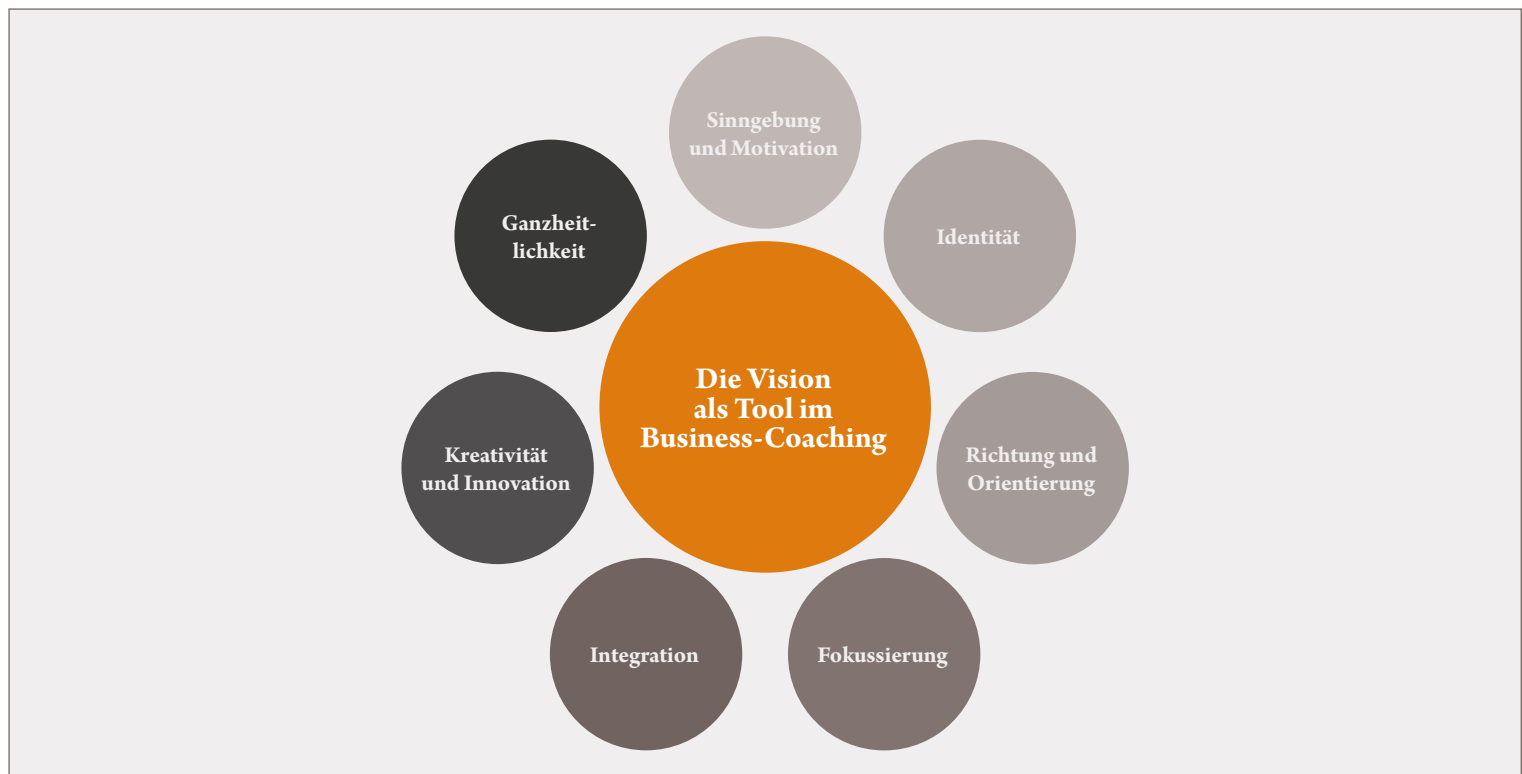 Sinngebung
und Motivation
Ganzheit-
lichkeit
Identität
Die Vision
als Tool im
Business-Coaching
Kreativität
und Innovation
Richtung und
Orientierung
Integration
Fokussierung